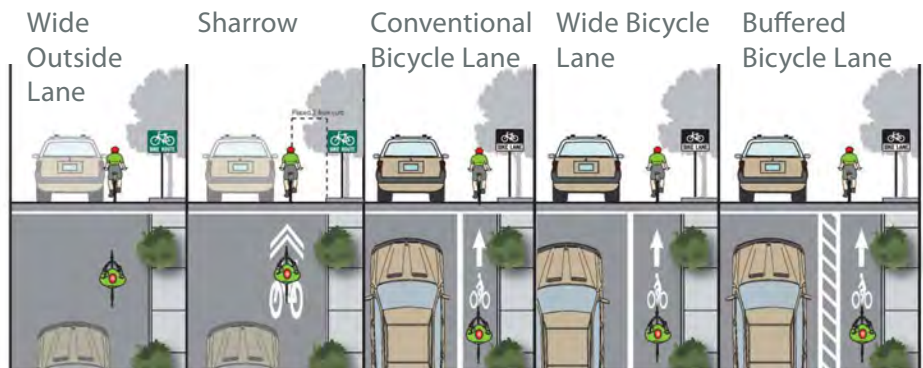 Wide
Outside
Lane
Sharrow
Conventional
Bicycle Lane
Wide Bicycle
Lane
Buffered
Bicycle Lane
BIKE ROUTE
BIKE ROUTE
BIKE LANE
BIKE LANE
BIKE LANE